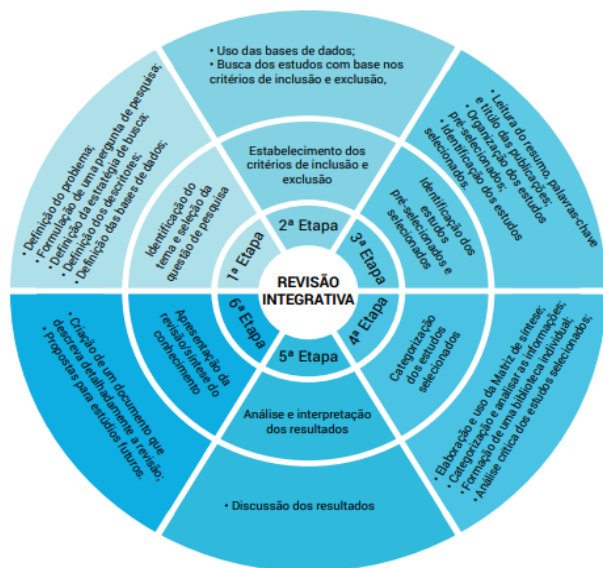 REVISÃO
INTEGRATIVA
1ª Etapa
Identificação do
tema e seleção da
questão de pesquisa
• Definição do problema;
• Formulação de uma pergunta de pesquisa;
• Definição da estratégia de busca;
• Definição dos descritores;
• Definição das bases de dados;
2ª Etapa
Estabelecimento dos
critérios de inclusão e
exclusão
• Uso das bases de dados;
• Busca dos estudos com base nos
critérios de inclusão e exclusão,
3ª Etapa
Identificação dos
estudos
pré-selecionados e
selecionados
• Leitura do resumo, palavras-chave
e título das publicações;
• Organização dos estudos
pré-selecionados;
• Identificação dos estudos
selecionados.
4ª Etapa
Categorização
dos estudos
selecionados
• Elaboração e uso da Matriz de síntese;
• Categorização e analisar as informações;
• Formação de uma biblioteca individual;
• Análise crítica dos estudos selecionados;
5ª Etapa
Análise e interpretação
dos resultados
• Discussão dos resultados
6ª Etapa
Apresentação da
revisão/síntese do
conhecimento
• Criação de um documento que
descreva detalhadamente a revisão;
• Propostas para estúdios futuros.